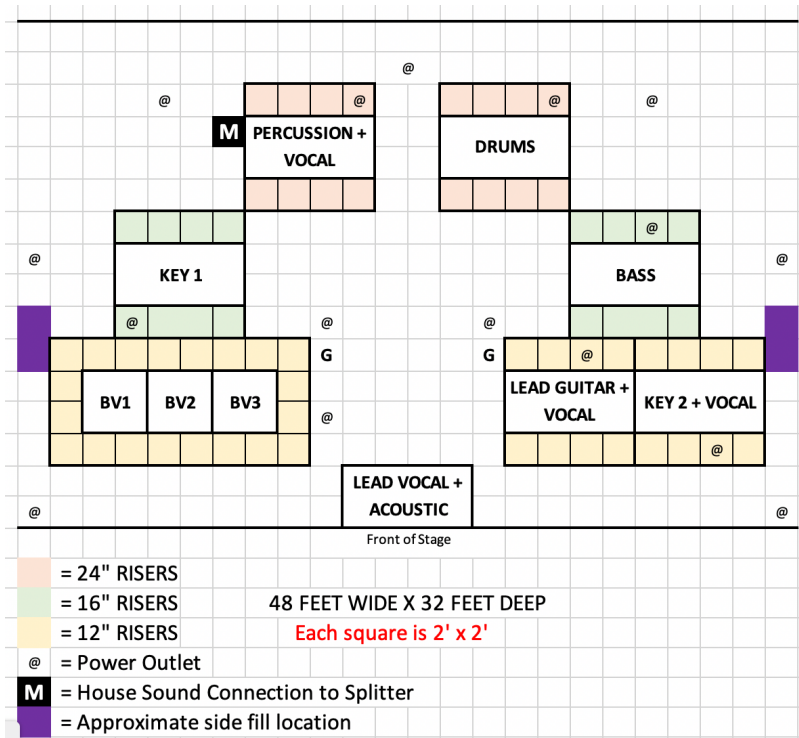 @
@ @ @ @
M PERCUSSION +
VOCAL
DRUMS
@
@ @
KEY 1 BASS
@ @ @
G G @
BV1 BV2 BV3
LEAD GUITAR +
VOCAL
KEY 2 + VOCAL
@
@
LEAD VOCAL +
ACOUSTIC
@ @
Front of Stage
= 24" RISERS
= 16" RISERS 48 FEET WIDE X 32 FEET DEEP
= 12" RISERS Each square is 2' x 2'
@ = Power Outlet
M = House Sound Connection to Splitter
= Approximate side fill location